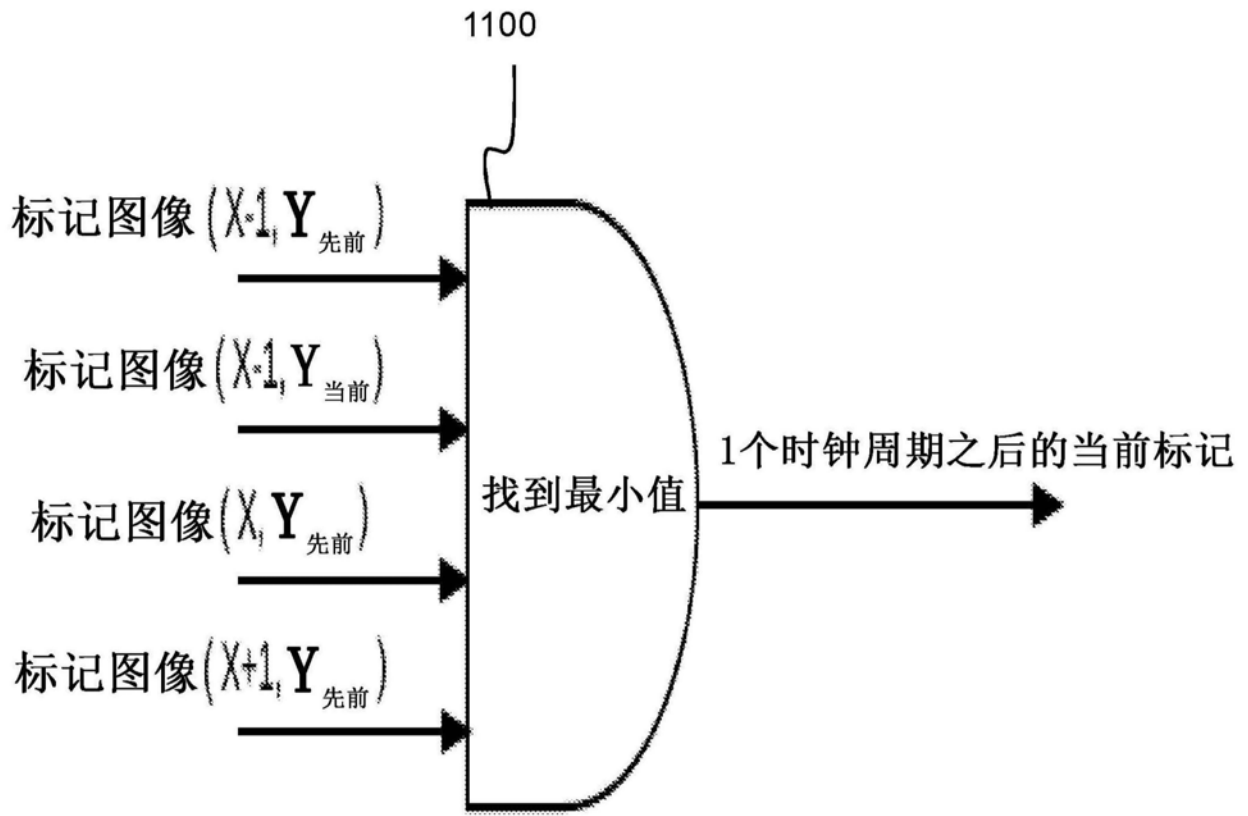 1100
标记图像(X-1, Y先前)
标记图像(X-1, Y当前)
1个时钟周期之后的当前标记
找到最小值
标记图像(X, Y先前)
标记图像(X+1, Y先前)